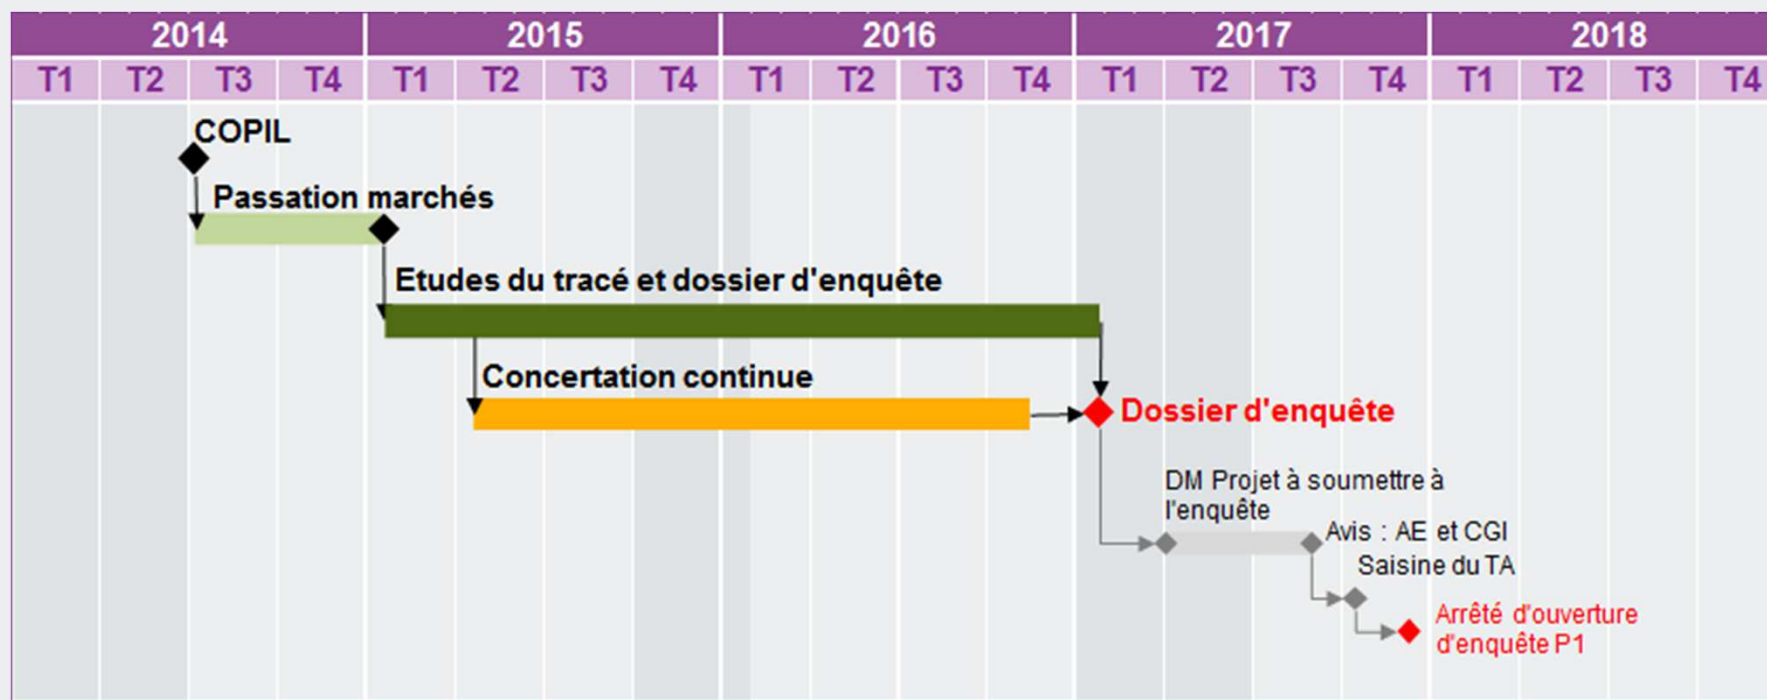 2014 2015 2016 2017 2018
T1 T2 T3 T4 T1 T2 T3 T4 T1 T2 T3 T4 T1 T2 T3 T4 T1 T2 T3 T4
COPIL
Passation marchés
Etudes du tracé et dossier d'enquête
Concertation continue
Dossier d'enquête
DM Projet à soumettre à
l'enquête
Avis : AE et CGI
Saisine du TA
Arrêté d'ouverture
d'enquête P1